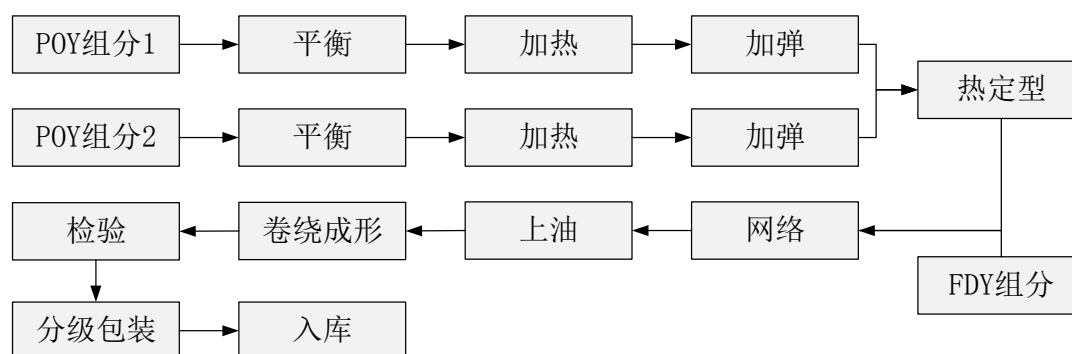 POY组分1
平衡
加热
加弹
POY组分2
平衡
加热
加弹
热定型
检验
卷绕成形
上油
网络
FDY组分
分级包装
入库